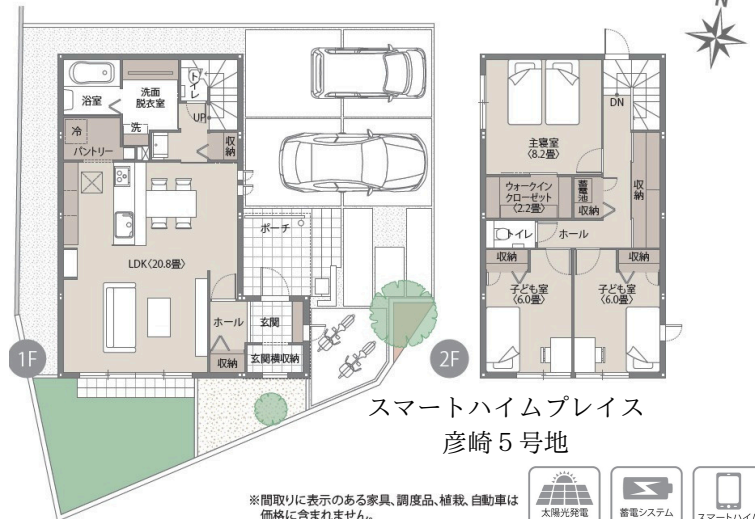 N
浴室
洗面
脱衣室
トイレ
UP
冷
洗
パントリー
収納
LDK〈20.8畳〉
ポーチ
ホール
玄関
収納
玄関横収納
1F
DN
主寝室
〈8.2畳〉
ウォークイン
クローゼット
〈2.2畳〉
蓄電池
収納
収納
トイレ
ホール
収納
収納
子ども室
〈6.0畳〉
子ども室
〈6.0畳〉
2F
スマートハイムプレイス
彦崎５号地
※間取りに表示のある家具、調度品、植栽、自動車は
価格に含まれません。
太陽光発電
蓄電システム
スマートハイム